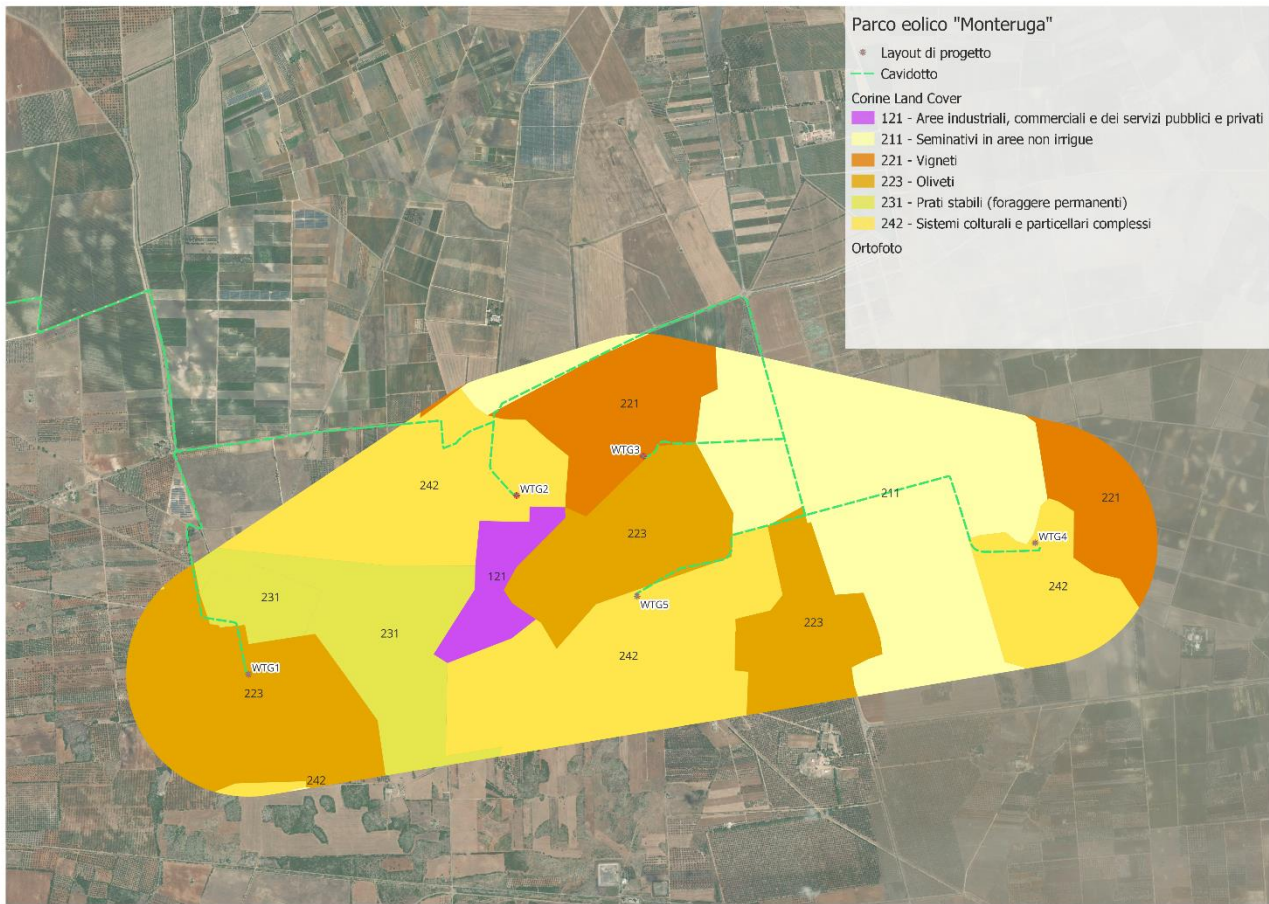 Parco eolico "Monteruga"
Layout di progetto
Cavidotto
Corine Land Cover
121 - Aree industriali, commerciali e dei servizi pubblici e privati
211 - Seminativi in aree non irrigue
221 - Vigneti
223 - Oliveti
231 - Prati stabili (foraggere permanenti)
242 - Sistemi colturali e particellari complessi
Ortofoto
221
WTG3
242
WTG2
211
221
223
WTG4
121
231
WTG5
242
223
231
242
WTG1
223
242